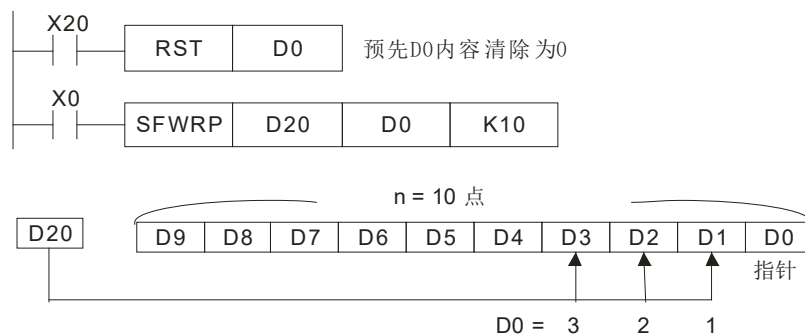 X20
RST D0 预先D0内容清除为0
X0
SFWRP D20 D0 K10
n = 10 点
D20 D9 D8 D7 D6 D5 D4 D3 D2 D1 D0
指针
D0 = 3 2 1